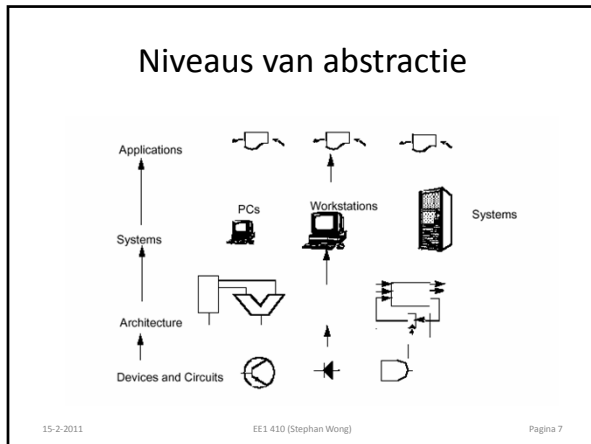 Niveaus van abstractie
Applications
PCs
Workstations
Systems
Systems
Architecture
Devices and Circuits
15-2-2011
EE1 410 (Stephan Wong)
Pagina 7